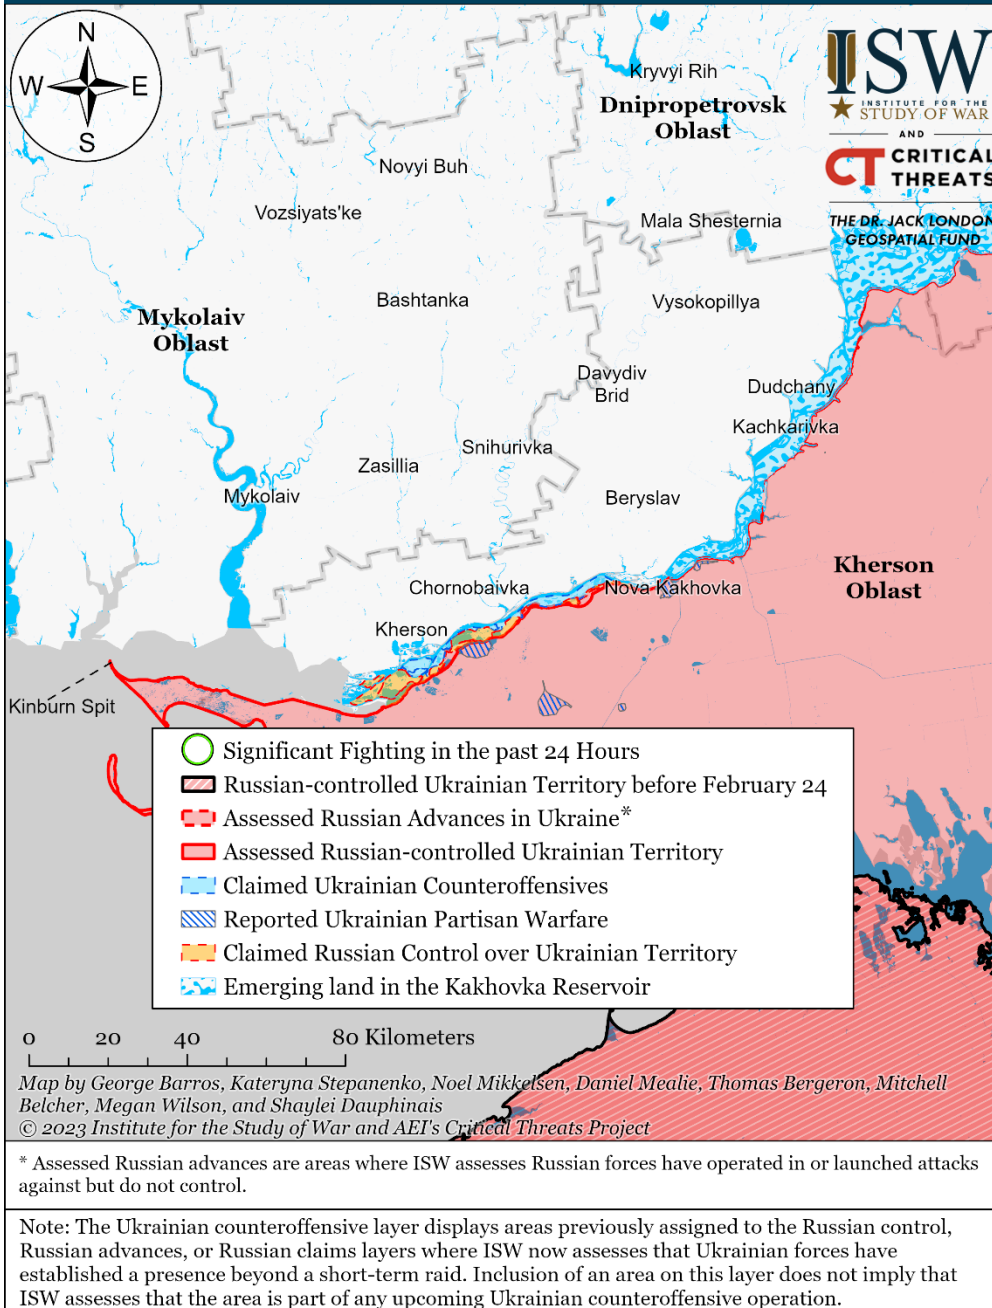 N
W
E
S
ISW
INSTITUTE FOR THE
STUDY OF WAR
AND
CT CRITICAL
THREATS
THE DR. JACK LONDON
GEOSPATIAL FUND
Kryvyi Rih
Dnipropetrovsk
Oblast
Novyi Buh
Vozsiyats'ke
Mala Shesternia
Bashtanka
Vysokopillya
Mykolaiv
Oblast
Davydiv
Brid
Dudchany
Kachkarivka
Snihurivka
Zasillia
Mykolaiv
Beryslav
Kherson
Oblast
Chornobaivka
Nova Kakhovka
Kherson
Kinburn Spit
Significant Fighting in the past 24 Hours
Russian-controlled Ukrainian Territory before February 24
Assessed Russian Advances in Ukraine*
Assessed Russian-controlled Ukrainian Territory
Claimed Ukrainian Counteroffensives
Reported Ukrainian Partisan Warfare
Claimed Russian Control over Ukrainian Territory
Emerging land in the Kakhovka Reservoir
0 20 40 80 Kilometers
Map by George Barros, Kateryna Stepanenko, Noel Mikkelsen, Daniel Mealie, Thomas Bergeron, Mitchell
Belcher, Megan Wilson, and Shaylei Dauphinais
© 2023 Institute for the Study of War and AEI's Critical Threats Project
* Assessed Russian advances are areas where ISW assesses Russian forces have operated in or launched attacks
against but do not control.
Note: The Ukrainian counteroffensive layer displays areas previously assigned to the Russian control,
Russian advances, or Russian claims layers where ISW now assesses that Ukrainian forces have
established a presence beyond a short-term raid. Inclusion of an area on this layer does not imply that
ISW assesses that the area is part of any upcoming Ukrainian counteroffensive operation.